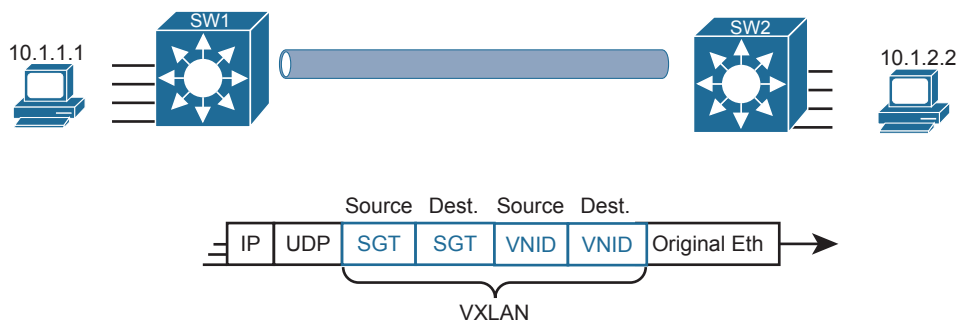 SW1
SW2
10.1.1.1
10.1.2.2
Source Dest. Source Dest.
IP UDP SGT SGT VNID VNID Original Eth
VXLAN